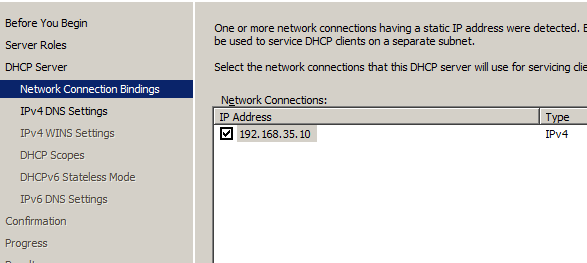 Before You Begin
Server Roles
DHCP Server
Network Connection Bindings
IPv4 DNS Settings
IPv4 WINS Settings
DHCP Scopes
DHCPv6 Stateless Mode
IPv6 DNS Settings
Confirmation
Progress
One or more network connections having a static IP address were detected. E
be used to service DHCP clients on a separate subnet.
Select the network connections that this DHCP server will use for servicing clie
Network Connections:
IP Address Type
192.168.35.10 IPv4